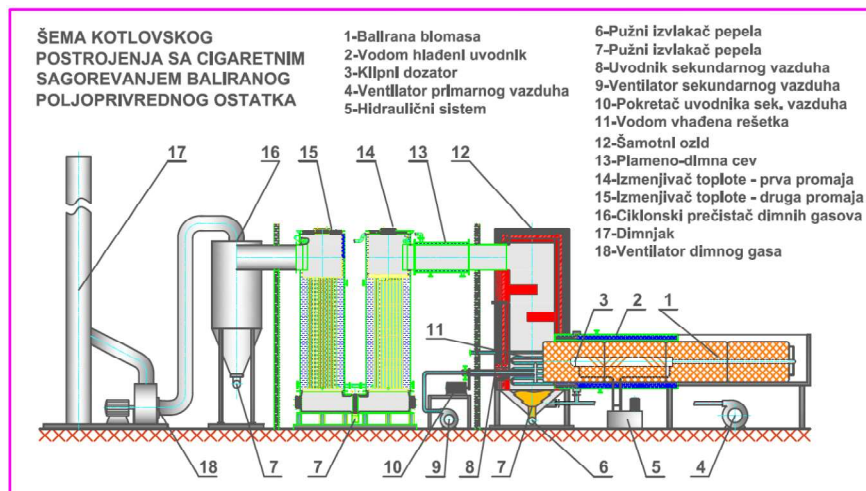 ŠEMA KOTLOVSKOG
POSTROJENJA SA CIGARETNIM
SAGOREVANJEM BALIRANOG
POLJOPRIVREDNOG OSTATKA
1-Balirana biomasa
2-Vodom hlađeni uvodnik
3-Klipni dozator
4-Ventilator primarnog vazduha
5-Hidraulični sistem
6-Pužni izvlakač pepela
7-Pužni izvlakač pepela
8-Uvodnik sekundarnog vazduha
9-Ventilator sekundarnog vazduha
10-Pokretač uvodnika sek. vazduha
11-Vodom vhađena rešetka
12-Šamotni ozid
13-Plameno-dimna cev
14-Izmenjivač toplote - prva promaja
15-Izmenjivač toplote - druga promaja
16-Ciklonski prečistač dimnih gasova
17-Dimnjak
18-Ventilator dimnog gasa
17 16 15 14 13 12
11 3 2 1
18 7 7 10 9 8 7 6 5 4